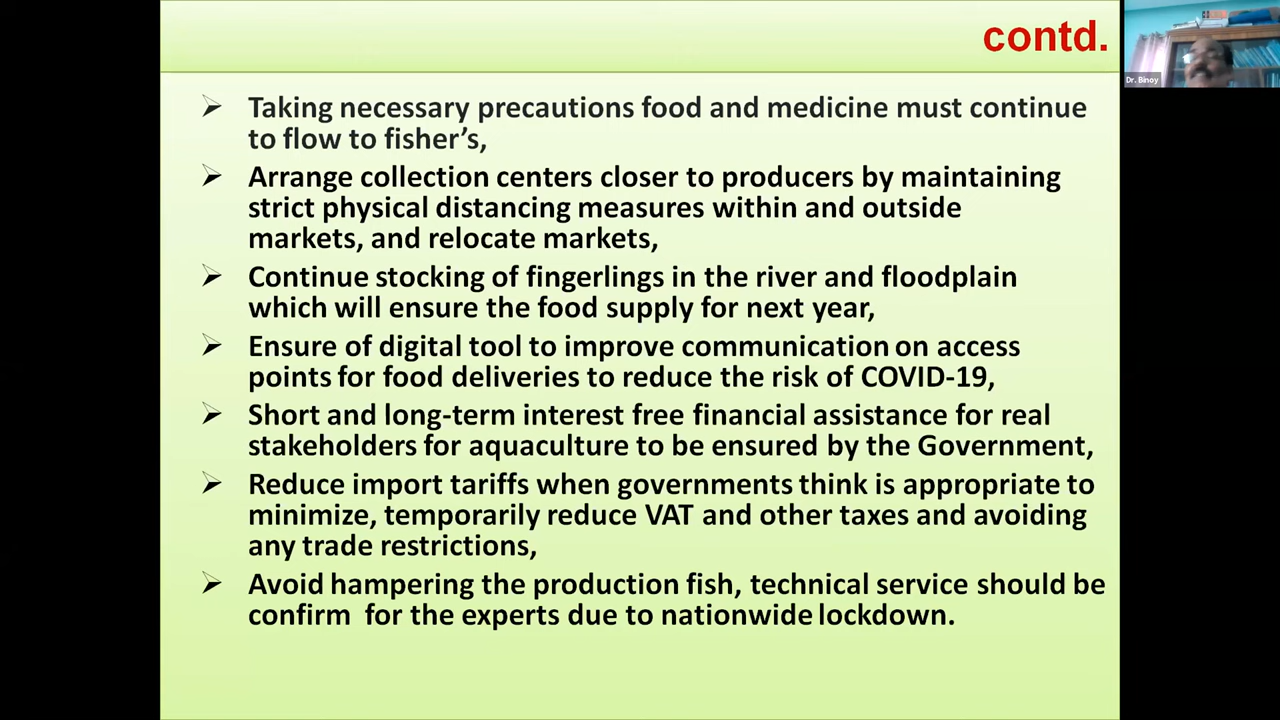 contd.
Dr. Binoy
➢ Taking necessary precautions food and medicine must continue
to flow to fisher’s,
➢ Arrange collection centers closer to producers by maintaining
strict physical distancing measures within and outside
markets, and relocate markets,
➢ Continue stocking of fingerlings in the river and floodplain
which will ensure the food supply for next year,
➢ Ensure of digital tool to improve communication on access
points for food deliveries to reduce the risk of COVID-19,
➢ Short and long-term interest free financial assistance for real
stakeholders for aquaculture to be ensured by the Government,
➢ Reduce import tariffs when governments think is appropriate to
minimize, temporarily reduce VAT and other taxes and avoiding
any trade restrictions,
➢ Avoid hampering the production fish, technical service should be
confirm  for the experts due to nationwide lockdown.